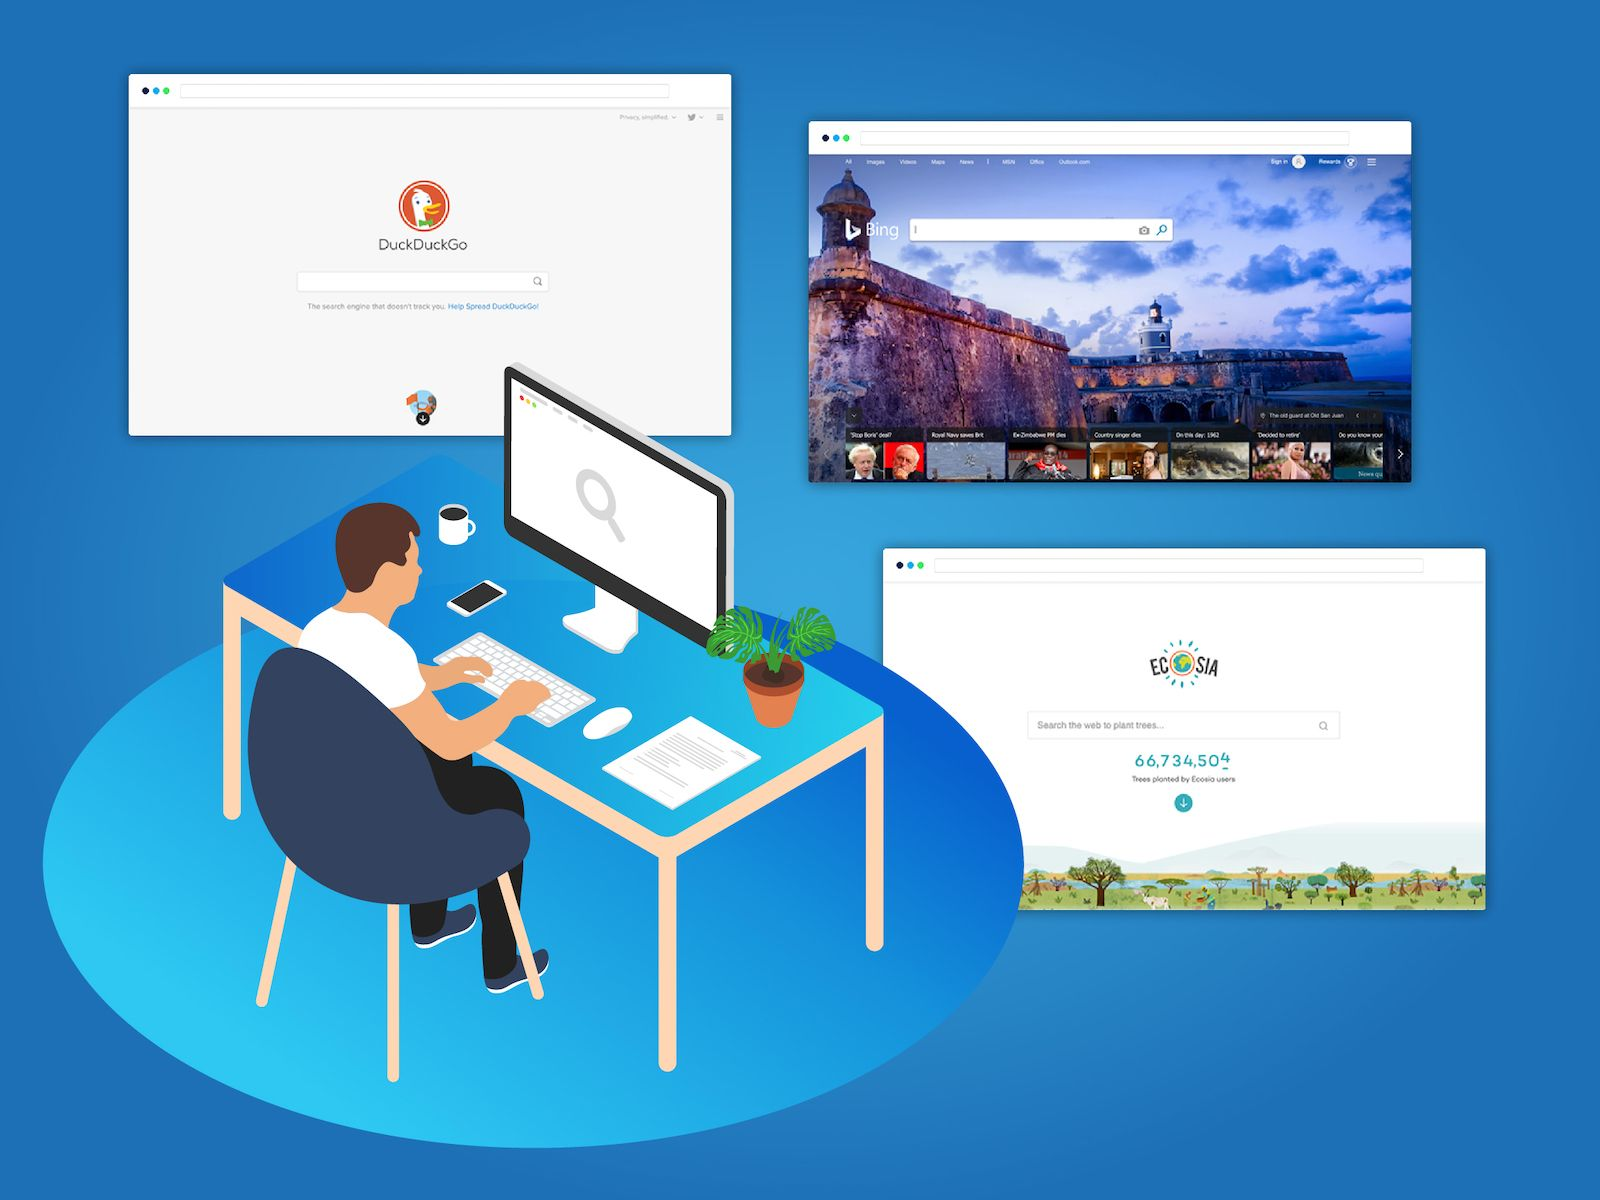 Privacy, simplified.
DuckDuckGo
The search engine that doesn't track you. Help Spread DuckDuckGo!
All Images Videos Maps News | MSN Office Outlook.com
Sign in Rewards
Bing
The old guard at Old San Juan
'Stop Boris' deal? Royal Navy saves Brit Ex-Zimbabwe PM dies Country singer dies On this day: 1962 'Decided to retire' Do you know your
News qu
ECOSIA
Search the web to plant trees...
66,734,504
Trees planted by Ecosia users